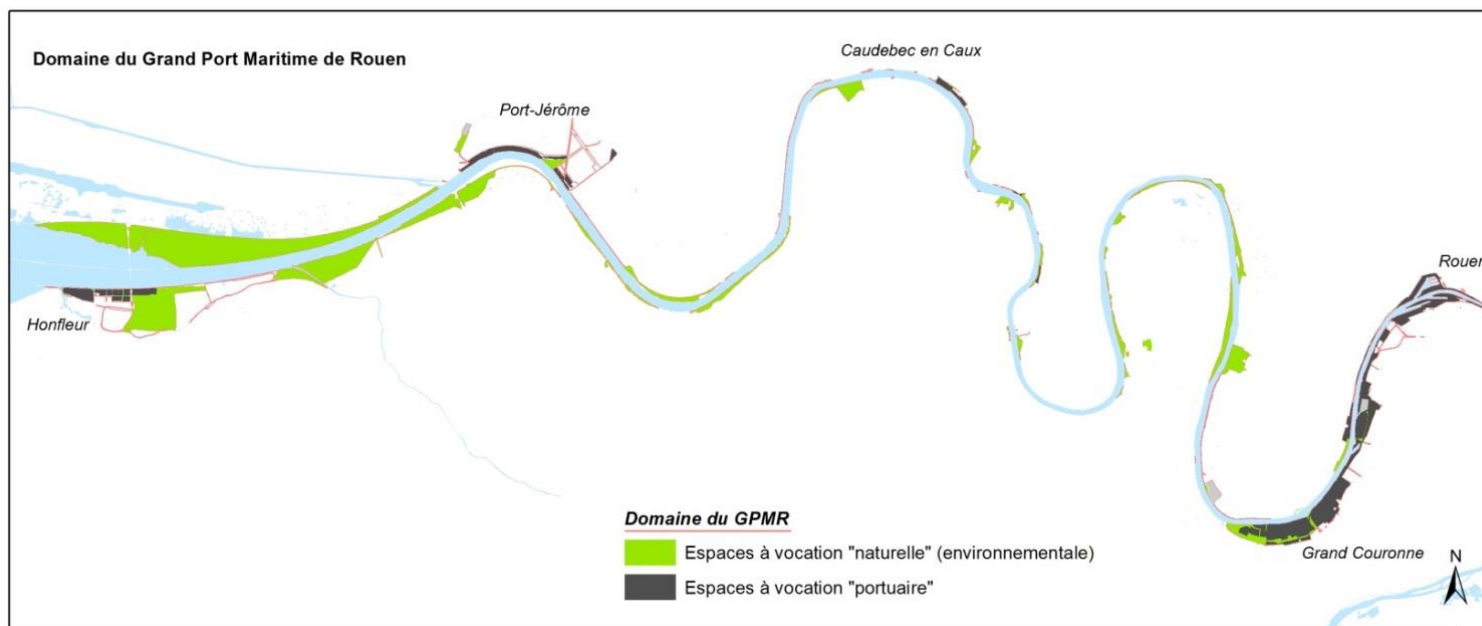 Domaine du Grand Port Maritime de Rouen
Caudebec en Caux
Port-Jérôme
Rouen
Honfleur
Grand Couronne
Domaine du GPMR
Espaces à vocation "naturelle" (environnementale)
Espaces à vocation "portuaire"
N